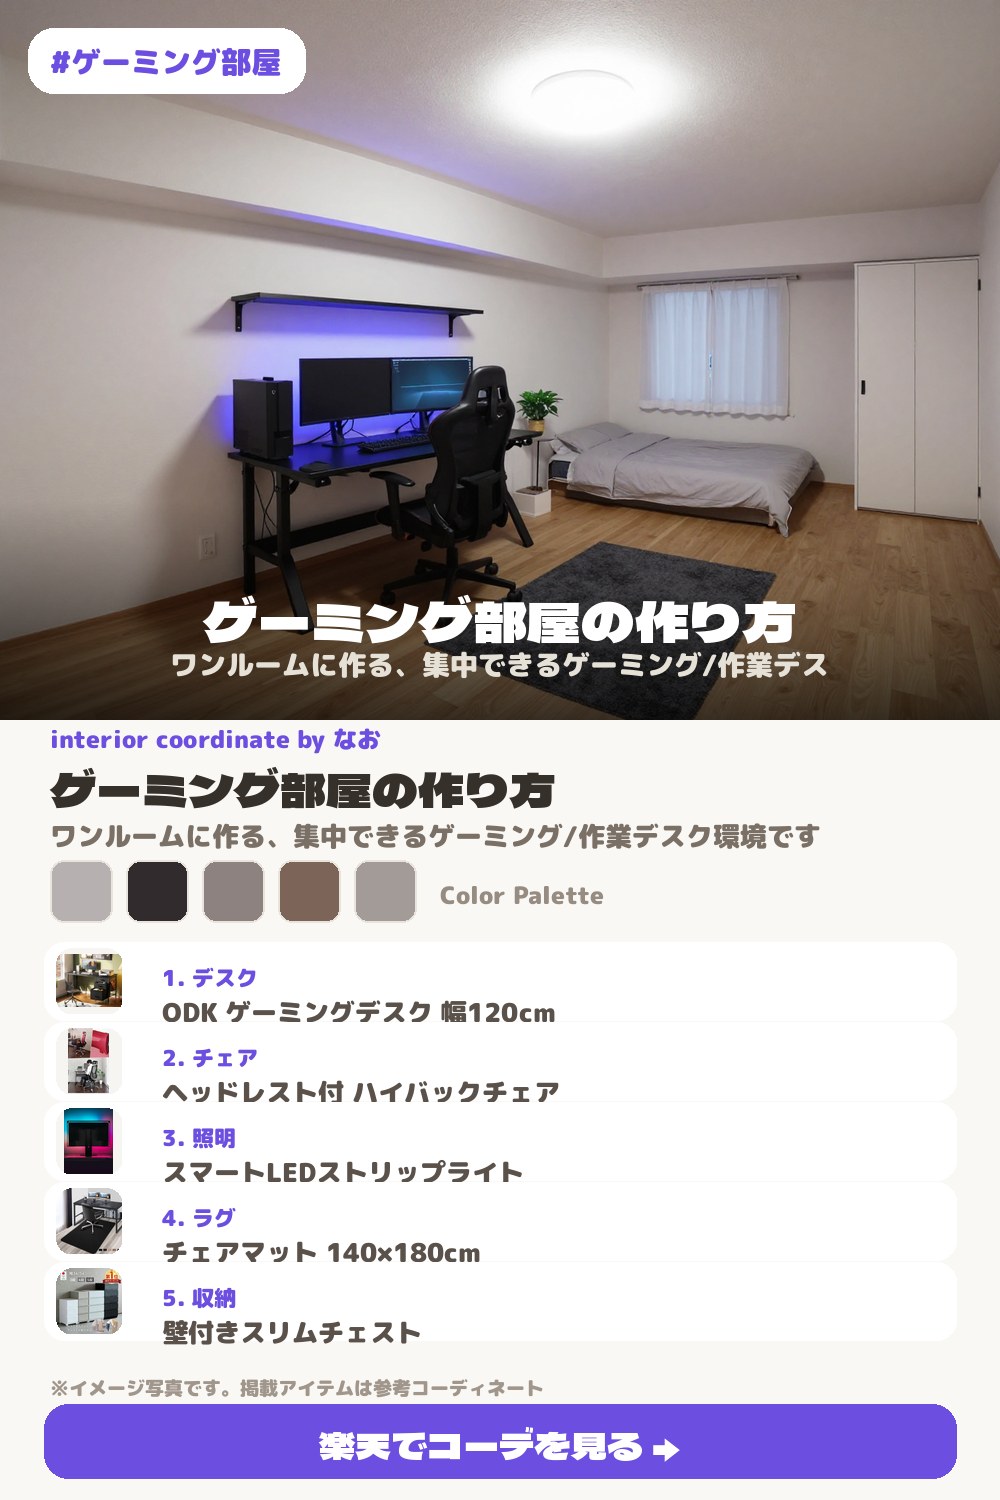 #ゲーミング部屋
ゲーミング部屋の作り方
ワンルームに作る、集中できるゲーミング/作業デス
interior coordinate by なお
ゲーミング部屋の作り方
ワンルームに作る、集中できるゲーミング/作業デスク環境です
Color Palette
1. デスク
ODK ゲーミングデスク 幅120cm
2. チェア
ヘッドレスト付 ハイバックチェア
3. 照明
スマートLEDストリップライト
4. ラグ
チェアマット 140×180cm
5. 収納
壁付きスリムチェスト
※イメージ写真です。掲載アイテムは参考コーディネート
楽天でコーデを見る →